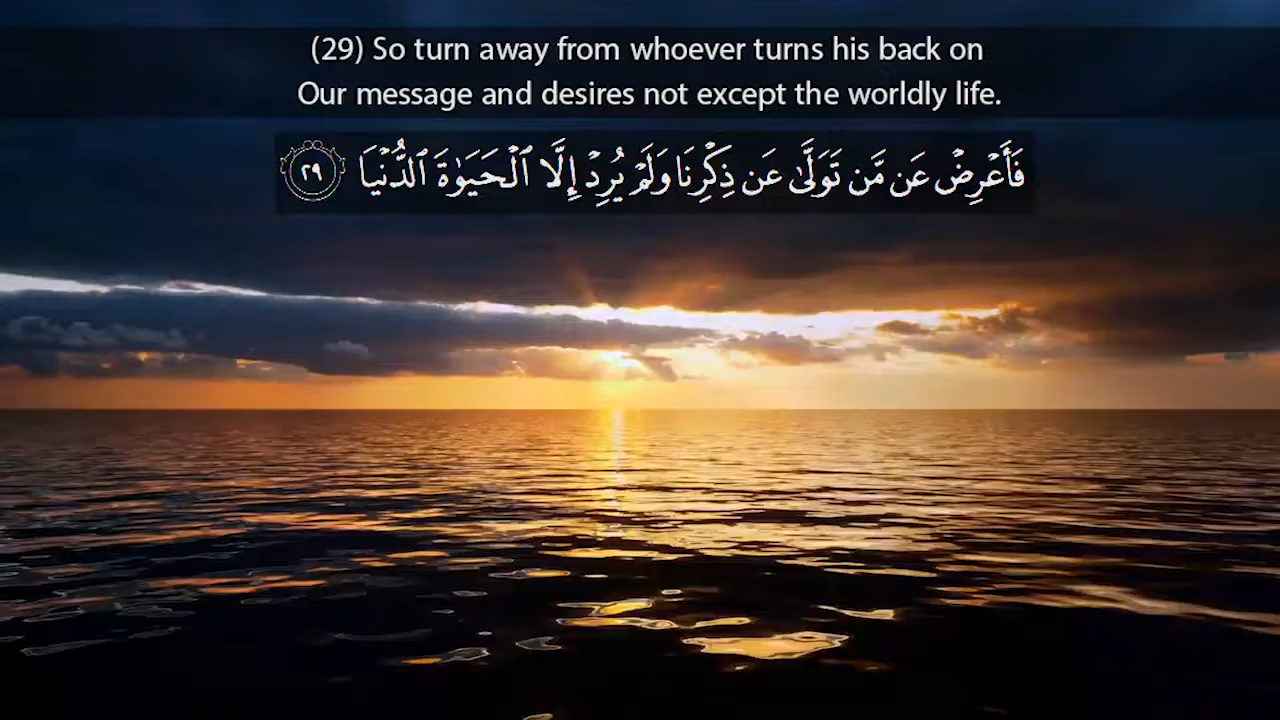 (29) So turn away from whoever turns his back on
Our message and desires not except the worldly life.
فَأَعۡرِضۡ عَن مَّن تَوَلَّىٰ عَن ذِكۡرِنَا وَلَمۡ يُرِدۡ إِلَّا ٱلۡحَيَوٰةَ ٱلدُّنۡيَا ٢٩